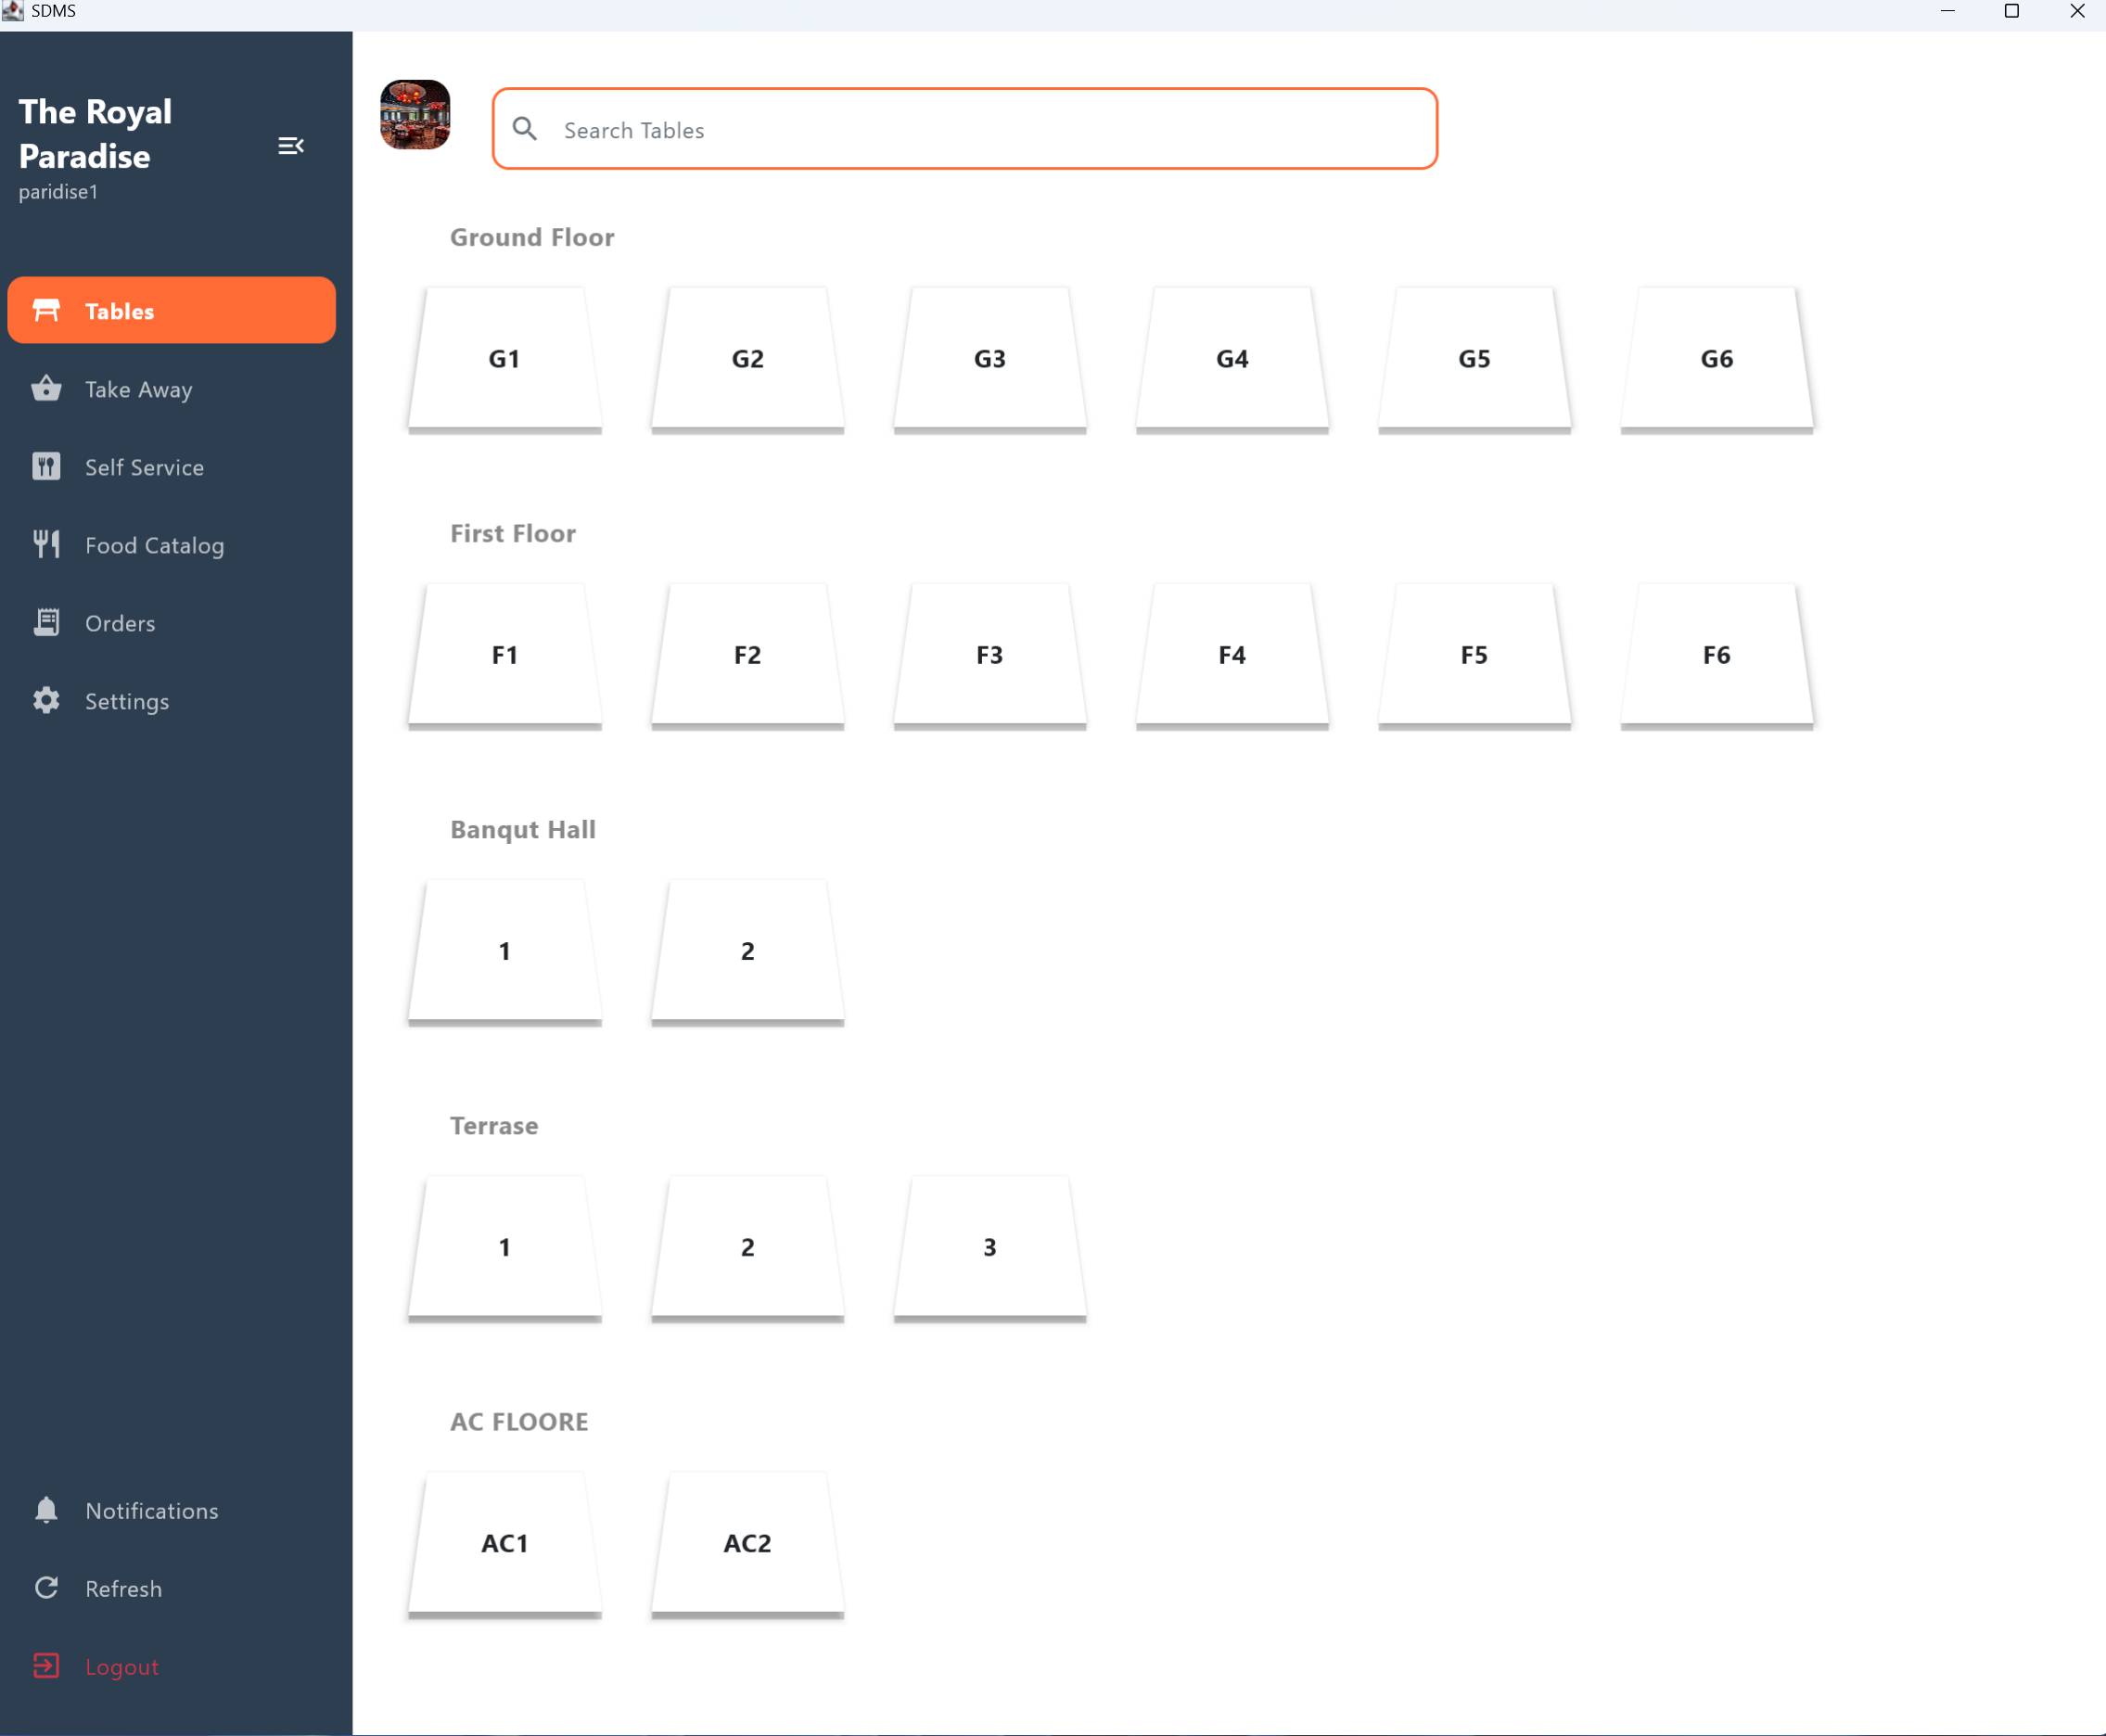 SDMS
The Royal
Paradise
paridise1
Tables
Take Away
Self Service
Food Catalog
Orders
Settings
Notifications
Refresh
Logout
Search Tables
Ground Floor
G1 G2 G3 G4 G5 G6
First Floor
F1 F2 F3 F4 F5 F6
Banqut Hall
1 2
Terrase
1 2 3
AC FLOORE
AC1 AC2